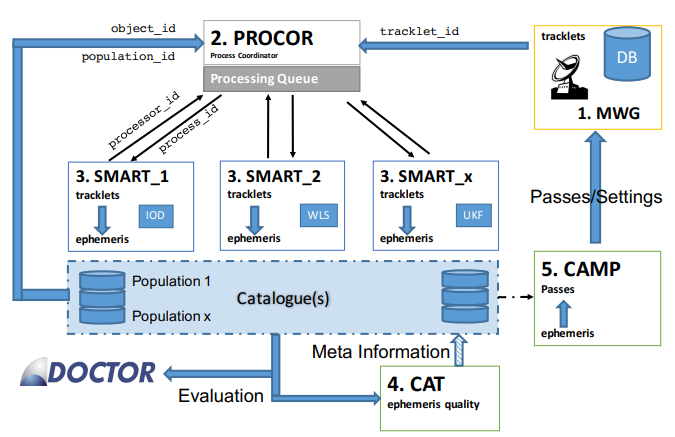 object_id
population_id
2. PROCOR
Process Coordinator
Processing Queue
tracklet_id
tracklets
DB
1. MWG
processor_id
process_id
3. SMART_1
tracklets
IOD
ephemeris
3. SMART_2
tracklets
WLS
ephemeris
3. SMART_x
tracklets
UKF
ephemeris
Passes/Settings
Population 1
Population x
Catalogue(s)
5. CAMP
Passes
ephemeris
Meta Information
DOCTOR
Evaluation
4. CAT
ephemeris quality